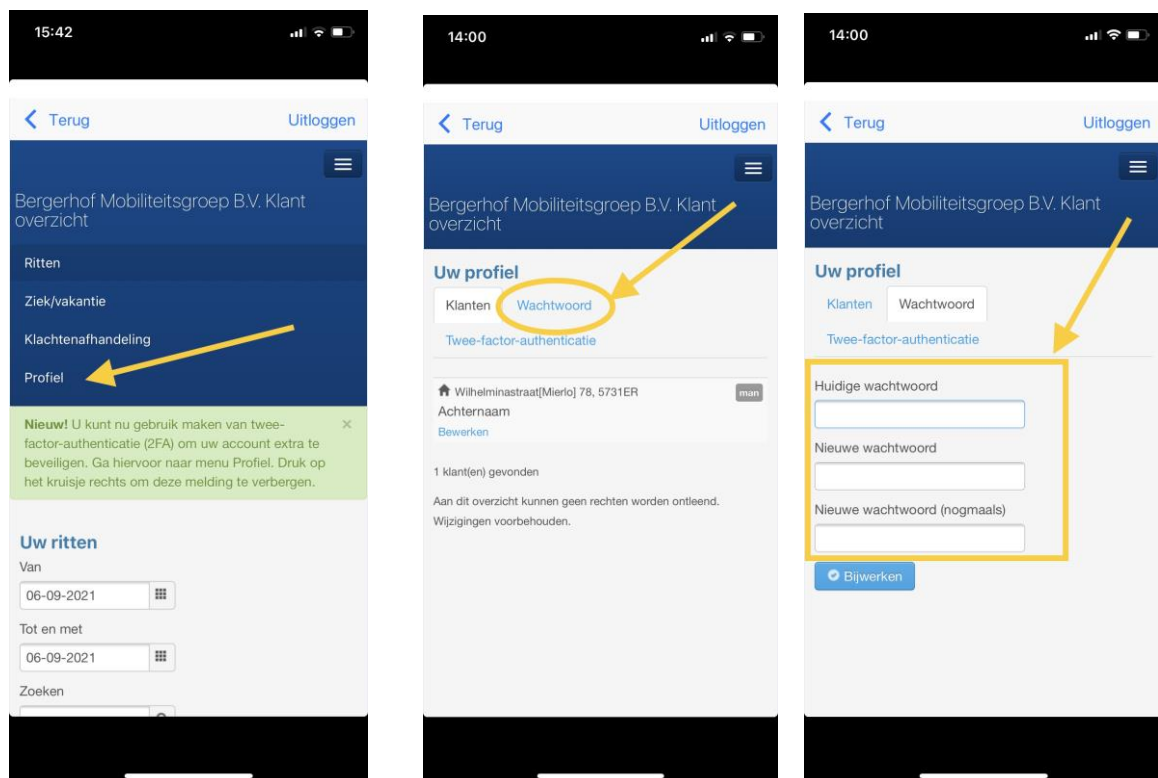 15:42
Terug
Uitloggen
Bergerhof Mobiliteitsgroep B.V. Klant
overzicht
Ritten
Ziek/vakantie
Klachtenafhandeling
Profiel
Nieuw! U kunt nu gebruik maken van twee-
factor-authenticatie (2FA) om uw account extra te
beveiligen. Ga hiervoor naar menu Profiel. Druk op
het kruisje rechts om deze melding te verbergen.
Uw ritten
Van
06-09-2021
Tot en met
06-09-2021
Zoeken
14:00
Terug
Uitloggen
Bergerhof Mobiliteitsgroep B.V. Klant
overzicht
Uw profiel
Klanten
Wachtwoord
Twee-factor-authenticatie
Wilhelminastraat[Mierlo] 78, 5731ER
man
Achternaam
Bewerken
1 klant(en) gevonden
Aan dit overzicht kunnen geen rechten worden ontleend.
Wijzigingen voorbehouden.
14:00
Terug
Uitloggen
Bergerhof Mobiliteitsgroep B.V. Klant
overzicht
Uw profiel
Klanten
Wachtwoord
Twee-factor-authenticatie
Huidige wachtwoord
Nieuwe wachtwoord
Nieuwe wachtwoord (nogmaals)
Bijwerken